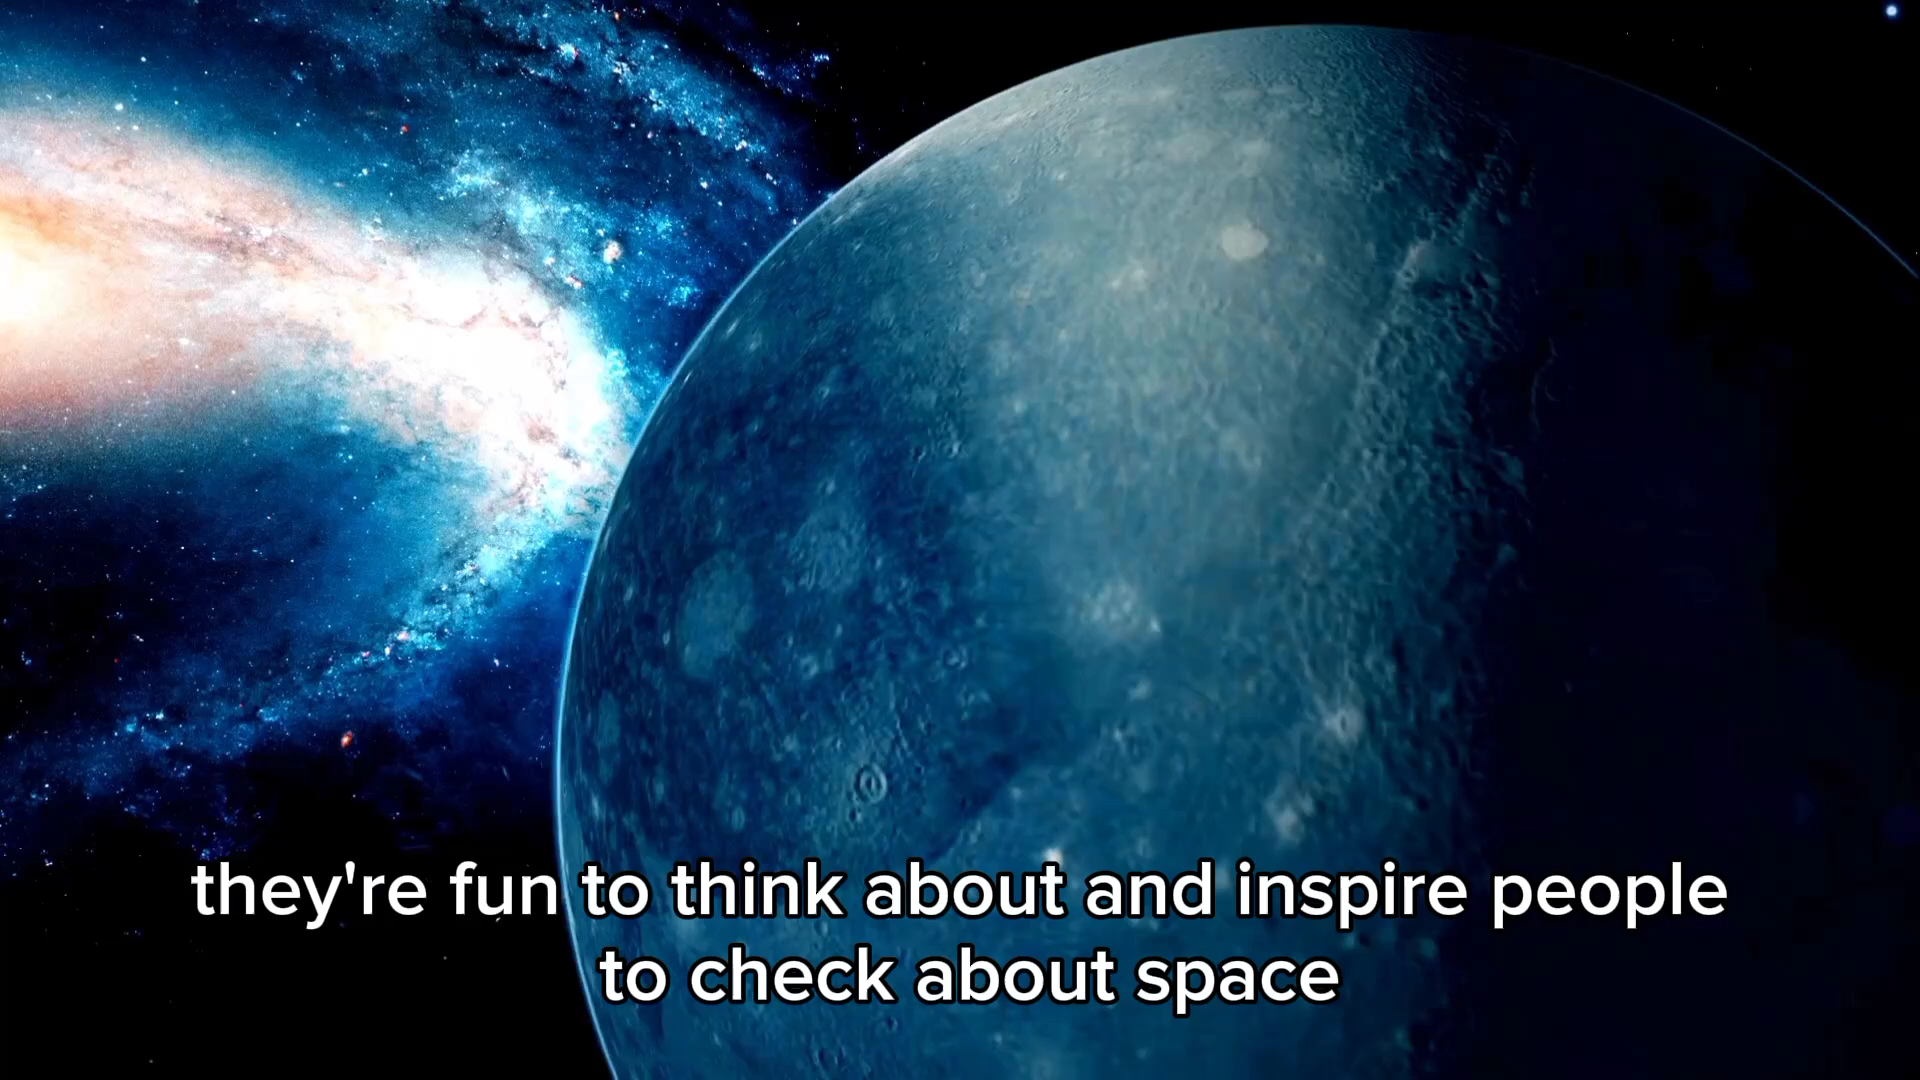 they're fun to think about and inspire people
to check about space